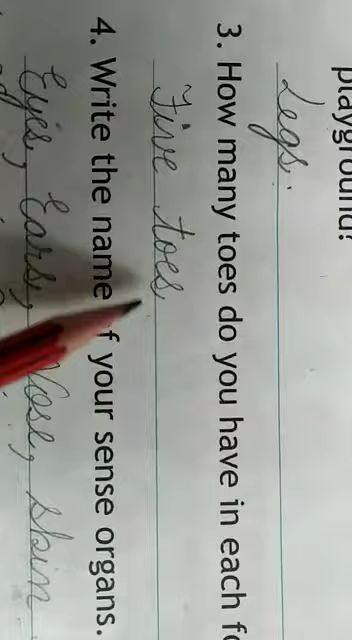 playground?
Legs.
3. How many toes do you have in each
Five toes
4. Write the name of your sense organs.
Eyes, Ears, Nose, skin